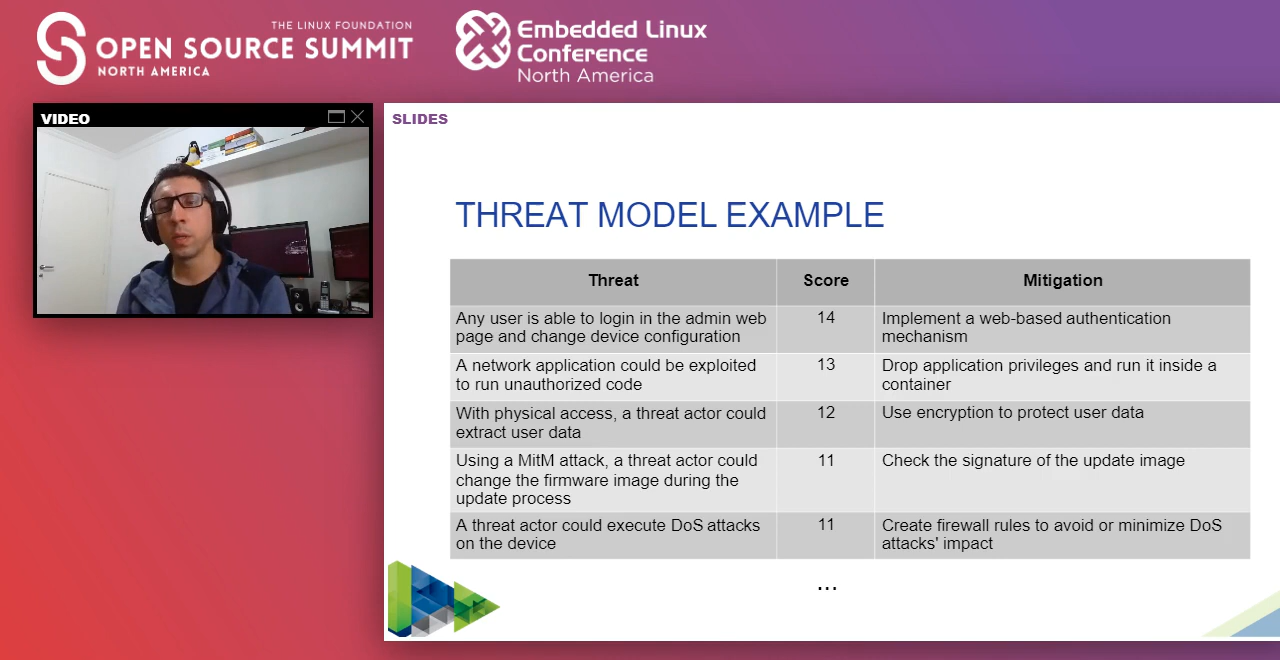 THE LINUX FOUNDATION
OPEN SOURCE SUMMIT
NORTH AMERICA
Embedded Linux
Conference
North America
VIDEO
SLIDES
THREAT MODEL EXAMPLE
Threat Score Mitigation
Any user is able to login in the admin web
page and change device configuration
14
Implement a web-based authentication
mechanism
A network application could be exploited
to run unauthorized code
13
Drop application privileges and run it inside a
container
With physical access, a threat actor could
extract user data
12
Use encryption to protect user data
Using a MitM attack, a threat actor could
change the firmware image during the
update process
11
Check the signature of the update image
A threat actor could execute DoS attacks
on the device
11
Create firewall rules to avoid or minimize DoS
attacks' impact
...